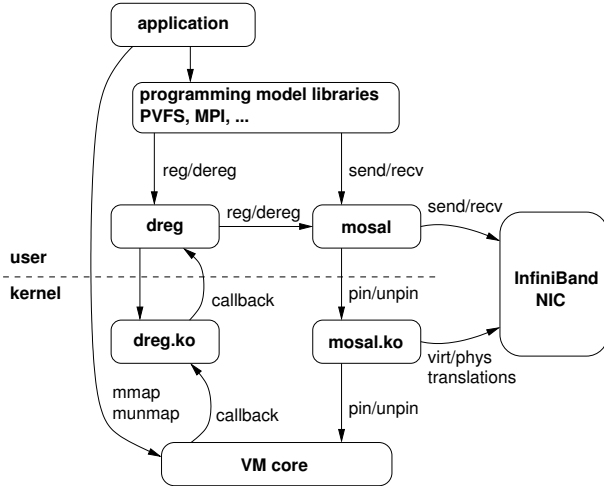 application
programming model libraries
PVFS, MPI, ...
reg/dereg
send/recv
dreg
reg/dereg
mosal
send/recv
InfiniBand
NIC
user
kernel
callback
pin/unpin
dreg.ko
mosal.ko
virt/phys
translations
mmap
munmap
callback
pin/unpin
VM core